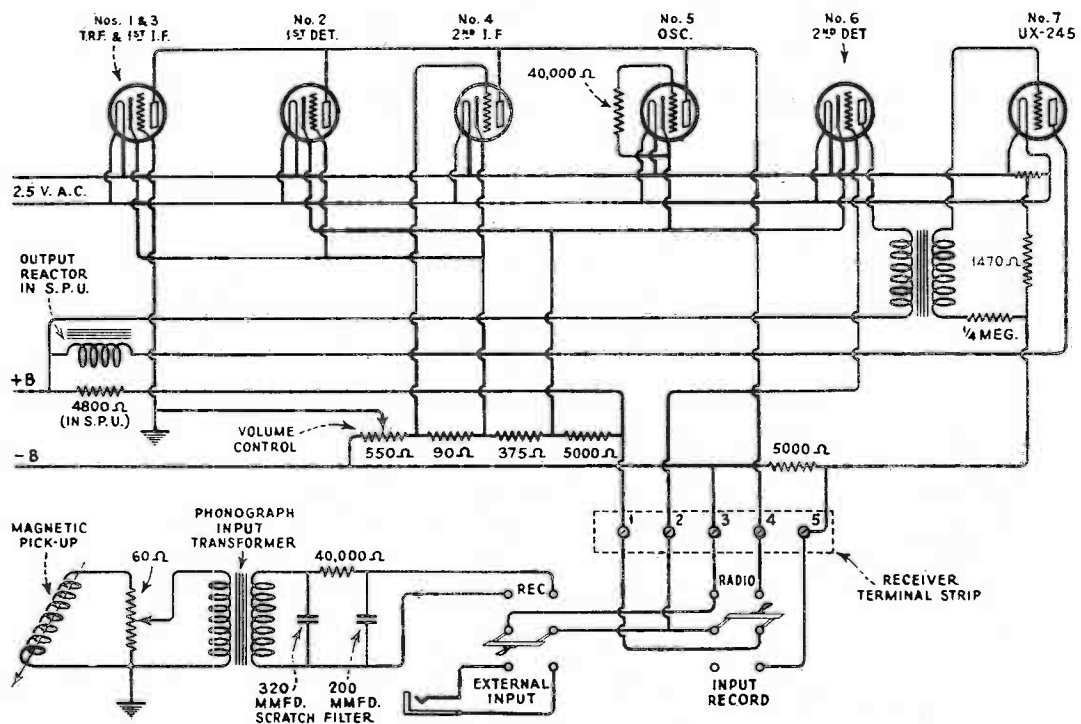 Nos. 1 & 3
T.R.F. & 1ST I.F.
No. 2
1ST DET.
No. 4
2ND I.F
No. 5
OSC.
No. 6
2ND DET
No. 7
UX-245
40,000 Ω
2.5 V. A.C.
OUTPUT
REACTOR
IN S.P.U.
1470 Ω
1/4 MEG.
+B
4800 Ω
(IN S.P.U.)
VOLUME
CONTROL
550 Ω
90 Ω
375 Ω
5000 Ω
-B
5000 Ω
1
2
3
4
5
MAGNETIC
PICK-UP
60 Ω
PHONOGRAPH
INPUT
TRANSFORMER
40,000 Ω
REC
RADIO
RECEIVER
TERMINAL STRIP
320
MMFD.
200
MMFD.
SCRATCH FILTER
EXTERNAL
INPUT
INPUT
RECORD